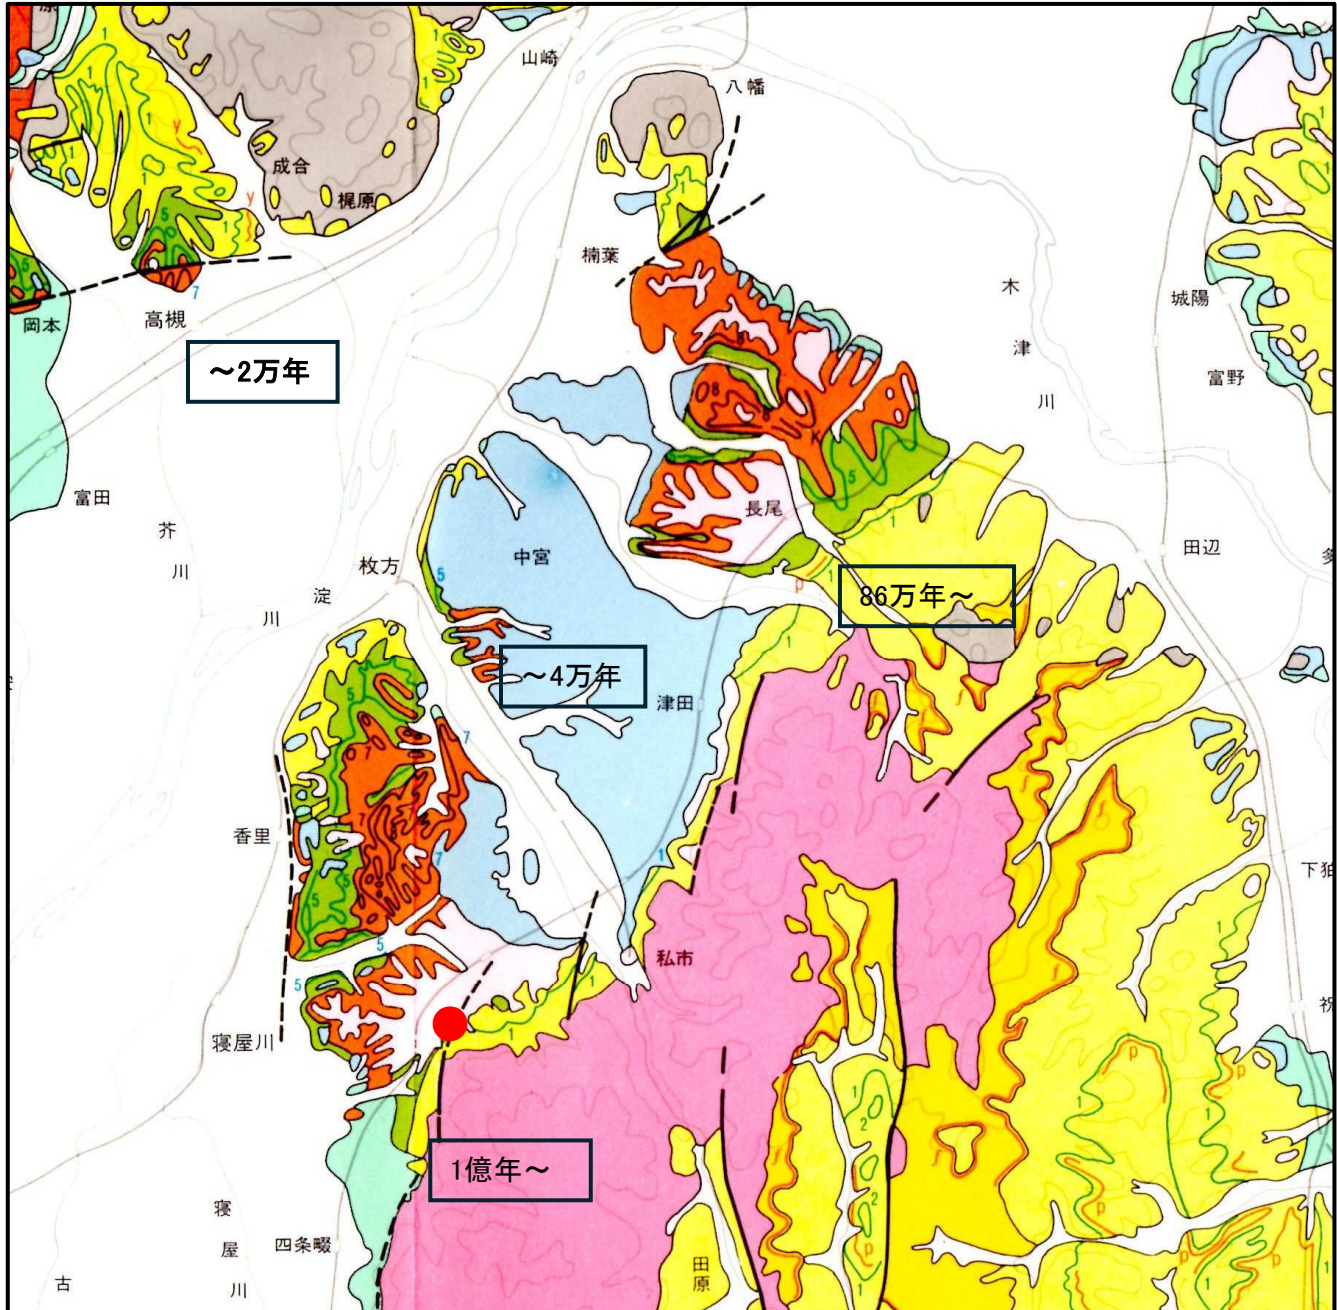 原
山崎
八幡
成合
梶原
楠葉
木
津
川
城陽
岡本
高槻
～2万年
富野
富田
長尾
芥
川
中宮
枚方
淀
川
田辺
多
86万年～
～4万年
津田
香里
下狛
私市
祝
寝屋川
1億年～
寝
屋
川
四条畷
古
田
原